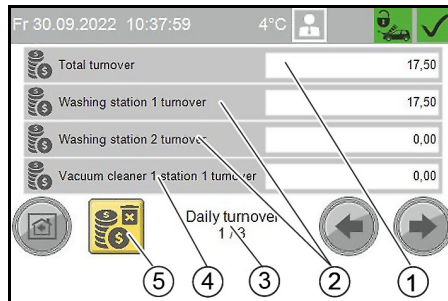 Fr 30.09.2022 10:37:59 4°C
Total turnover 17,50
Washing station 1 turnover 17,50
Washing station 2 turnover 0,00
Vacuum cleaner 1 station 1 turnover 0,00
Daily turnover
1 / 3
5 4 3 2 1